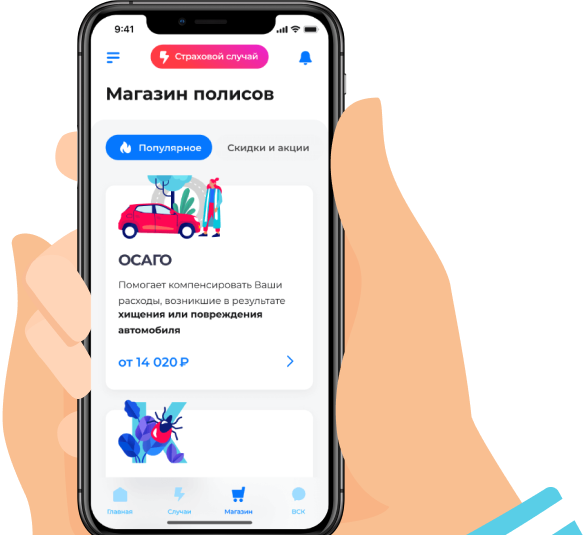 9:41
Страховой случай
Магазин полисов
Популярное
Скидки и акции
ОСАГО
Помогает компенсировать Ваши
расходы, возникшие в результате
хищения или повреждения
автомобиля
от 14 020 ₽
Главная
Случаи
Магазин
ВСК